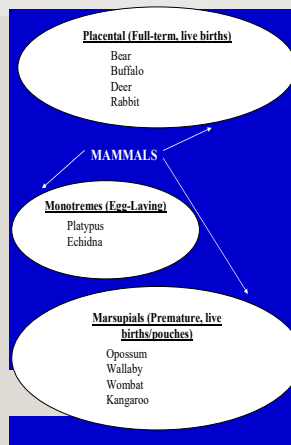 Placental (Full-term, live births)
Bear
Buffalo
Deer
Rabbit
MAMMALS
Monotremes (Egg-Laying)
Platypus
Echidna
Marsupials (Premature, live
births/pouches)
Opossum
Wallaby
Wombat
Kangaroo